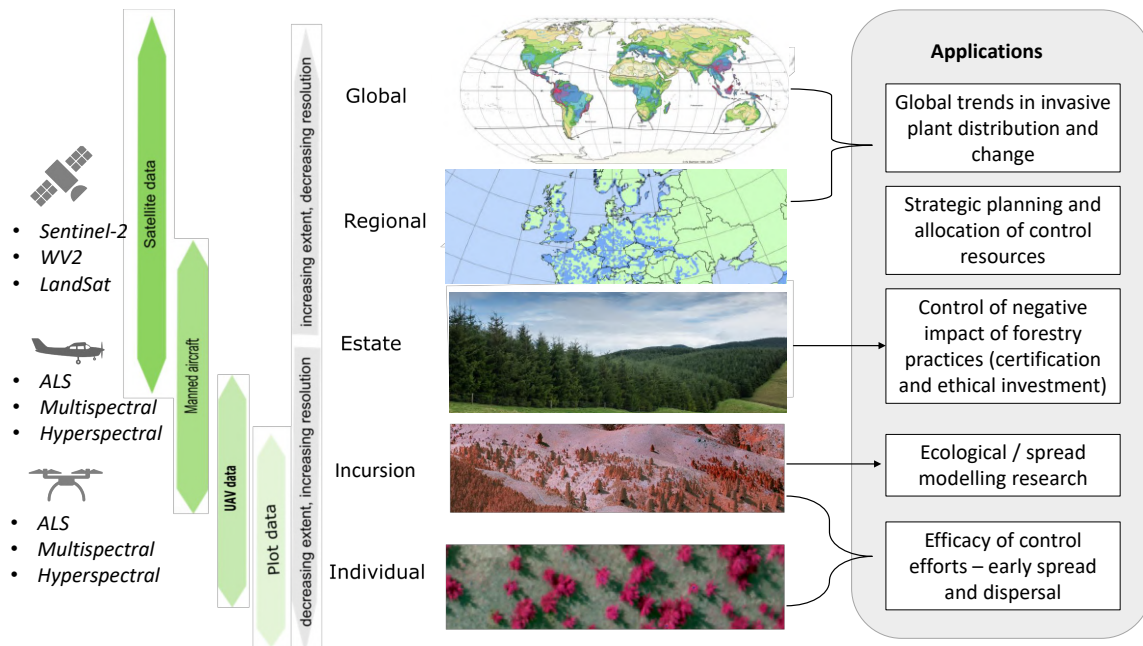 Applications
Global
Global trends in invasive
plant distribution and
change
Regional
Strategic planning and
allocation of control
resources
Estate
Control of negative
impact of forestry
practices (certification
and ethical investment)
Incursion
Ecological / spread
modelling research
Individual
Efficacy of control
efforts – early spread
and dispersal
Satellite data
Manned aircraft
UAV data
Plot data
increasing extent, decreasing resolution
decreasing extent, increasing resolution
• Sentinel-2
• WV2
• LandSat
• ALS
• Multispectral
• Hyperspectral
• ALS
• Multispectral
• Hyperspectral